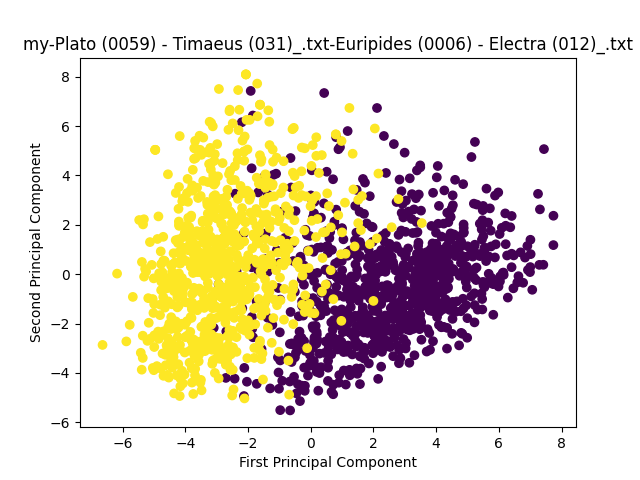 my-Plato (0059) - Timaeus (031)_.txt-Euripides (0006) - Electra (012)_.txt
8
6
4
2
0
−2
−4
−6
Second Principal Component
−6 −4 −2 0 2 4 6 8
First Principal Component